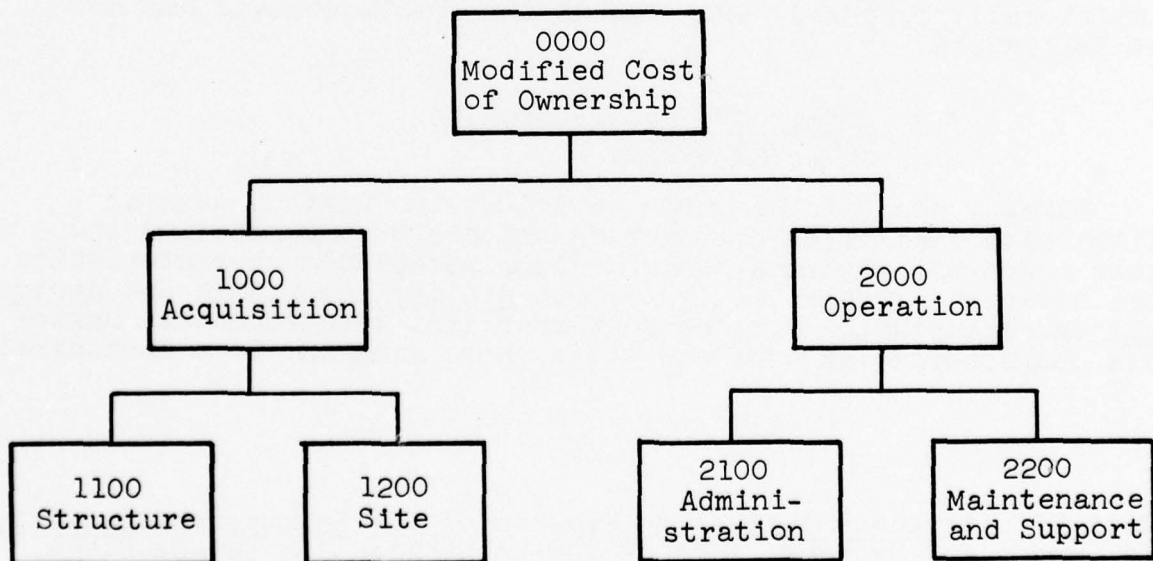 0000
Modified Cost
of Ownership
1000
Acquisition
2000
Operation
1100
Structure
1200
Site
2100
Admini-
stration
2200
Maintenance
and Support